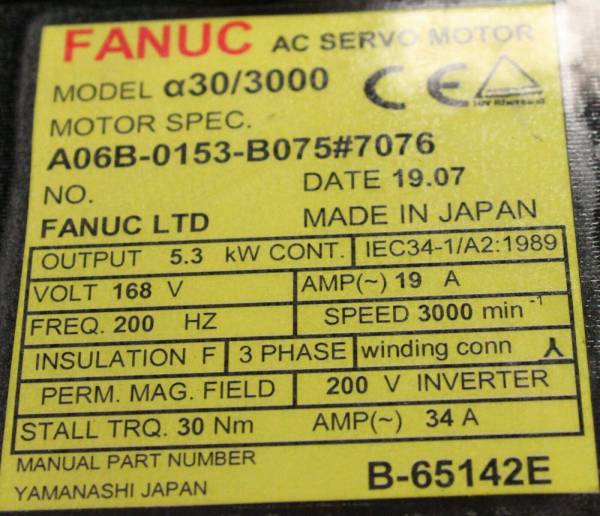 FANUC AC SERVO MOTOR
MODEL α30/3000
CE TÜV Rheinland
MOTOR SPEC.
A06B-0153-B075#7076
NO. DATE 19.07
FANUC LTD MADE IN JAPAN
OUTPUT 5.3 kW CONT. IEC34-1/A2:1989
VOLT 168 V AMP(~) 19 A
FREQ. 200 HZ SPEED 3000 min -1
INSULATION F 3 PHASE winding conn
PERM. MAG. FIELD 200 V INVERTER
STALL TRQ. 30 Nm AMP(~) 34 A
MANUAL PART NUMBER
YAMANASHI JAPAN B-65142E